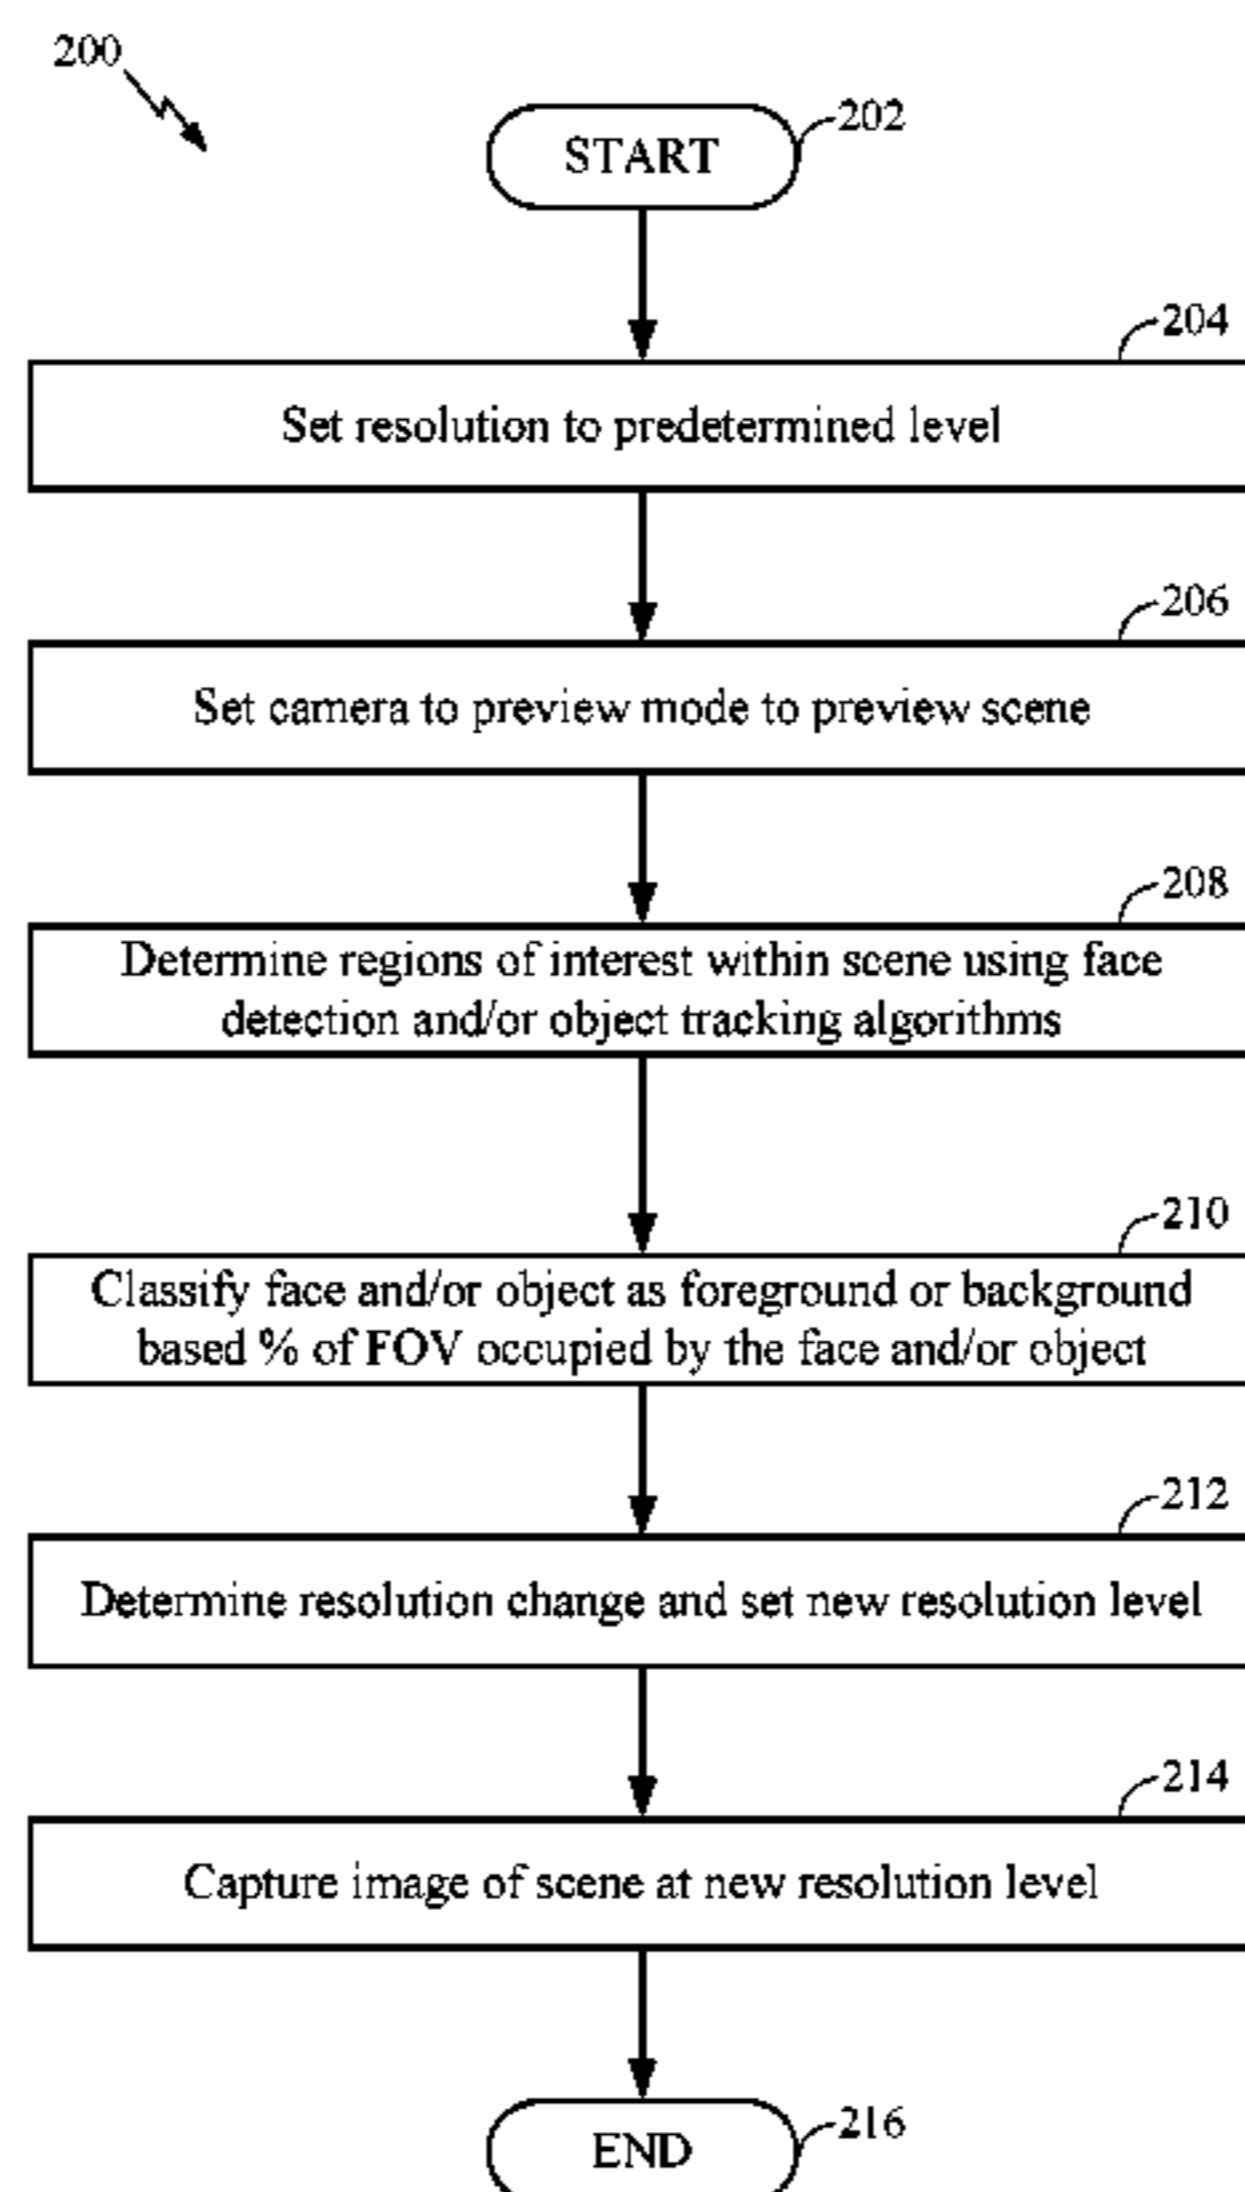 200
START
202
204
Set resolution to predetermined level
206
Set camera to preview mode to preview scene
208
Determine regions of interest within scene using face
detection and/or object tracking algorithms
210
Classify face and/or object as foreground or background
based % of FOV occupied by the face and/or object
212
Determine resolution change and set new resolution level
214
Capture image of scene at new resolution level
END
216